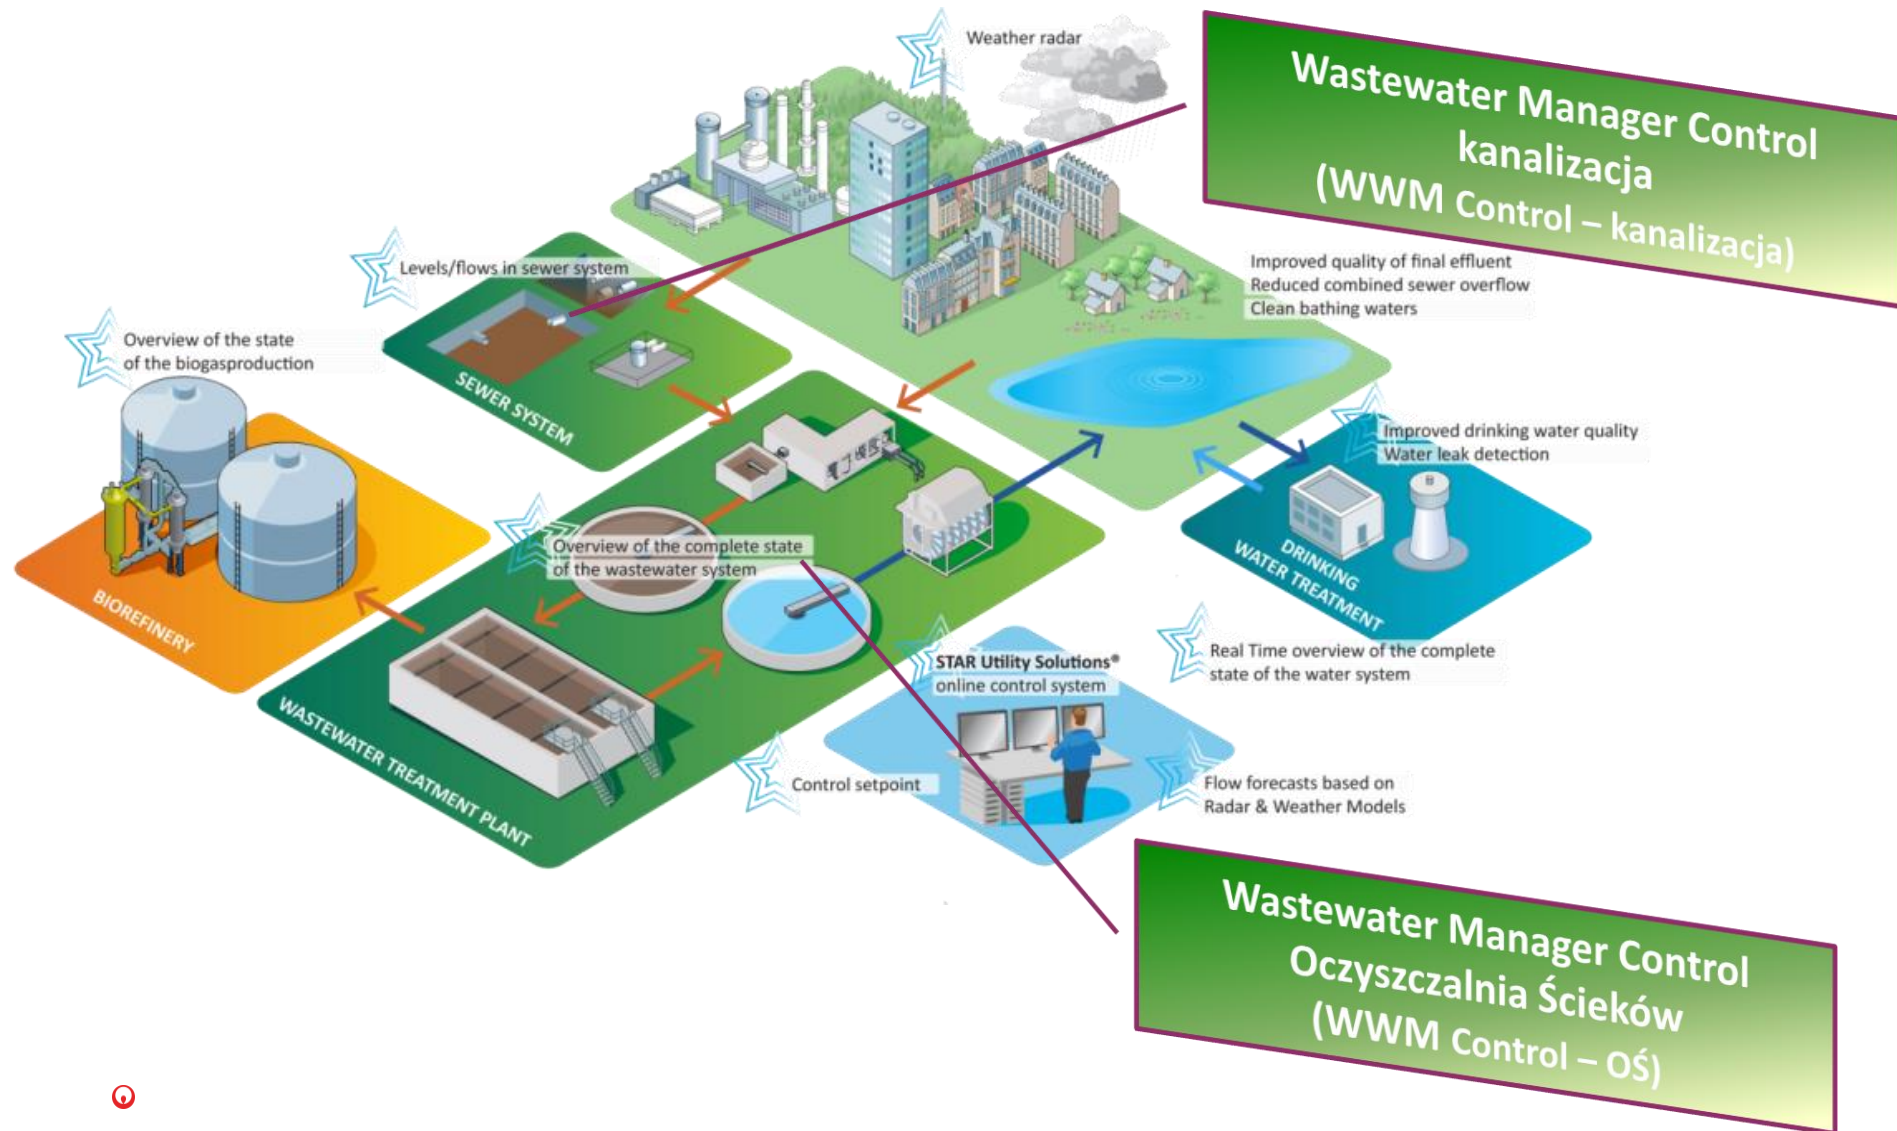 Weather radar
Wastewater Manager Control
kanalizacja
(WWM Control – kanalizacja)
Levels/flows in sewer system
Improved quality of final effluent
Reduced combined sewer overflow
Clean bathing waters
Overview of the state
of the biogasproduction
SEWER SYSTEM
Improved drinking water quality
Water leak detection
Overview of the complete state
of the wastewater system
DRINKING
WATER TREATMENT
BIOREFINERY
STAR Utility Solutions®
online control system
Real Time overview of the complete
state of the water system
WASTEWATER TREATMENT PLANT
Control setpoint
Flow forecasts based on
Radar & Weather Models
Wastewater Manager Control
Oczyszczalnia Ścieków
(WWM Control – OŚ)